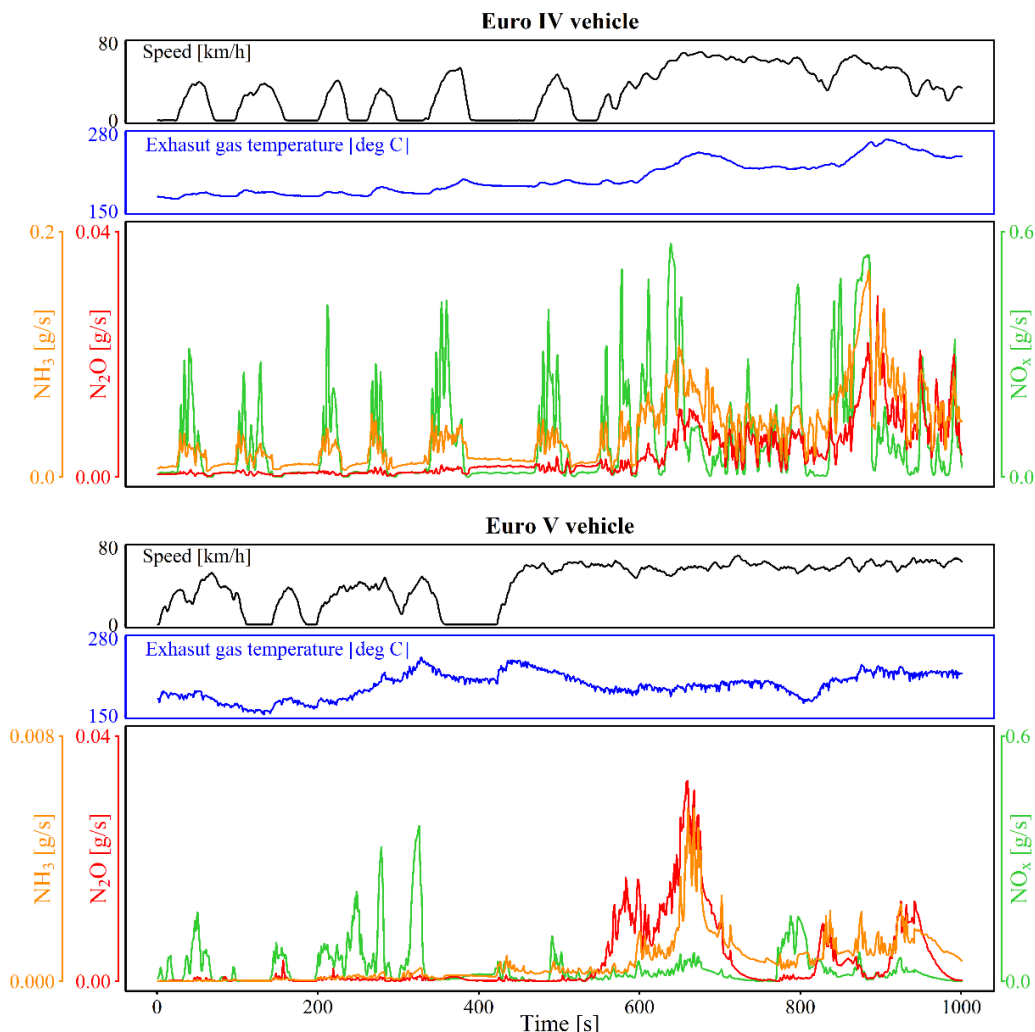 Euro IV vehicle
80
Speed [km/h]
0
280
Exhasut gas temperature [deg C]
150
0.2
0.04
0.6
NH₃ [g/s]
N₂O [g/s]
NOₓ [g/s]
0.0
0.00
0.0
Euro V vehicle
80
Speed [km/h]
0
280
Exhasut gas temperature [deg C]
150
0.008
0.04
0.6
NH₃ [g/s]
N₂O [g/s]
NOₓ [g/s]
0.000
0.00
0.0
0 200 400 600 800 1000
Time [s]